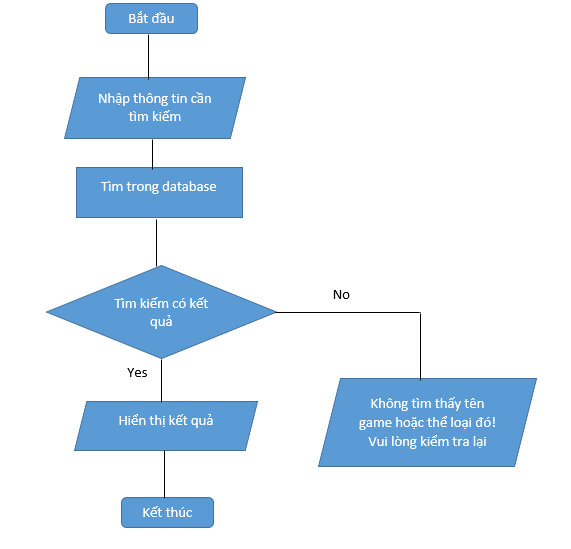 Bắt đầu
Nhập thông tin cần
tìm kiếm
Tìm trong database
Tìm kiếm có kết
quả
No
Yes
Không tìm thấy tên
game hoặc thể loại đó!
Vui lòng kiểm tra lại
Hiển thị kết quả
Kết thúc